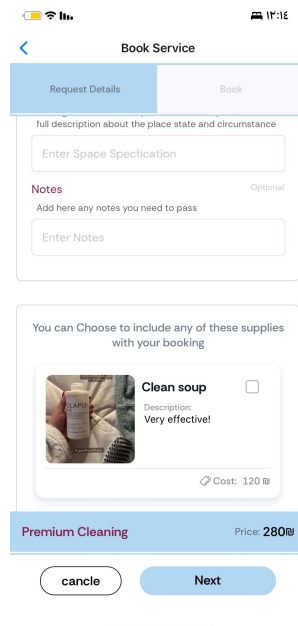 ١٢:١٤
Book Service
Request Details
Book
full description about the place state and circumstance
Enter Space Specfication
Notes
Optional
Add here any notes you need to pass
Enter Notes
You can Choose to include any of these supplies
with your booking
Clean soup
Description:
Very effective!
OLAPLEX
Cost: 120 ₪
Premium Cleaning
Price: 280₪
cancle
Next